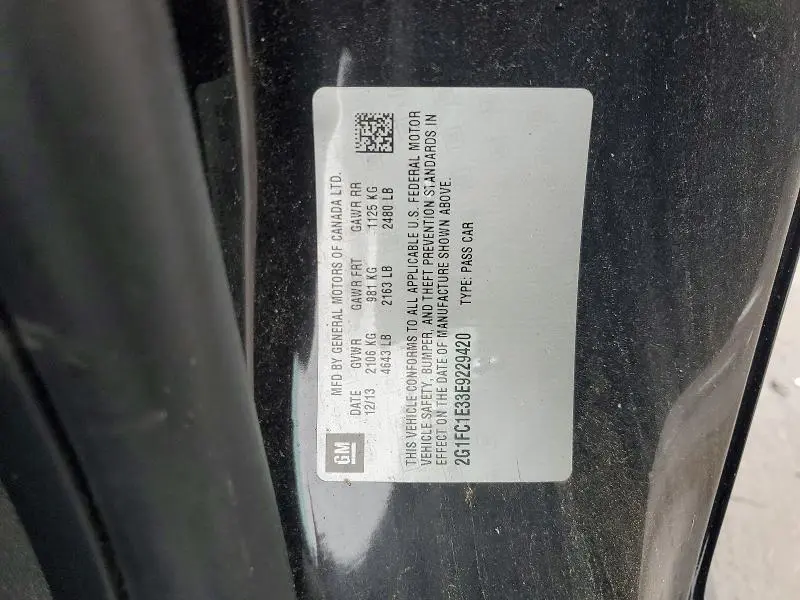 GM
MFD BY GENERAL MOTORS OF CANADA LTD.
DATE GVWR GAWR FRT GAWR RR
12/13 2106 KG 981 KG 1125 KG
4643 LB 2163 LB 2480 LB
THIS VEHICLE CONFORMS TO ALL APPLICABLE U.S. FEDERAL MOTOR
VEHICLE SAFETY, BUMPER, AND THEFT PREVENTION STANDARDS IN
EFFECT ON THE DATE OF MANUFACTURE SHOWN ABOVE.
2G1FC1E33E9229420 TYPE: PASS CAR